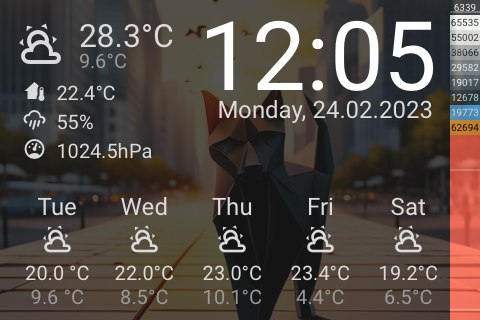 28.3°C
9.6°C
22.4°C
55%
1024.5hPa
12:05
Monday, 24.02.2023
6339
65535
55002
38066
29582
19017
12678
19773
62694
Tue Wed Thu Fri Sat
20.0 °C 22.0°C 23.0°C 23.4°C 19.2°C
9.6 °C 8.5°C 10.1°C 4.4°C 6.5°C